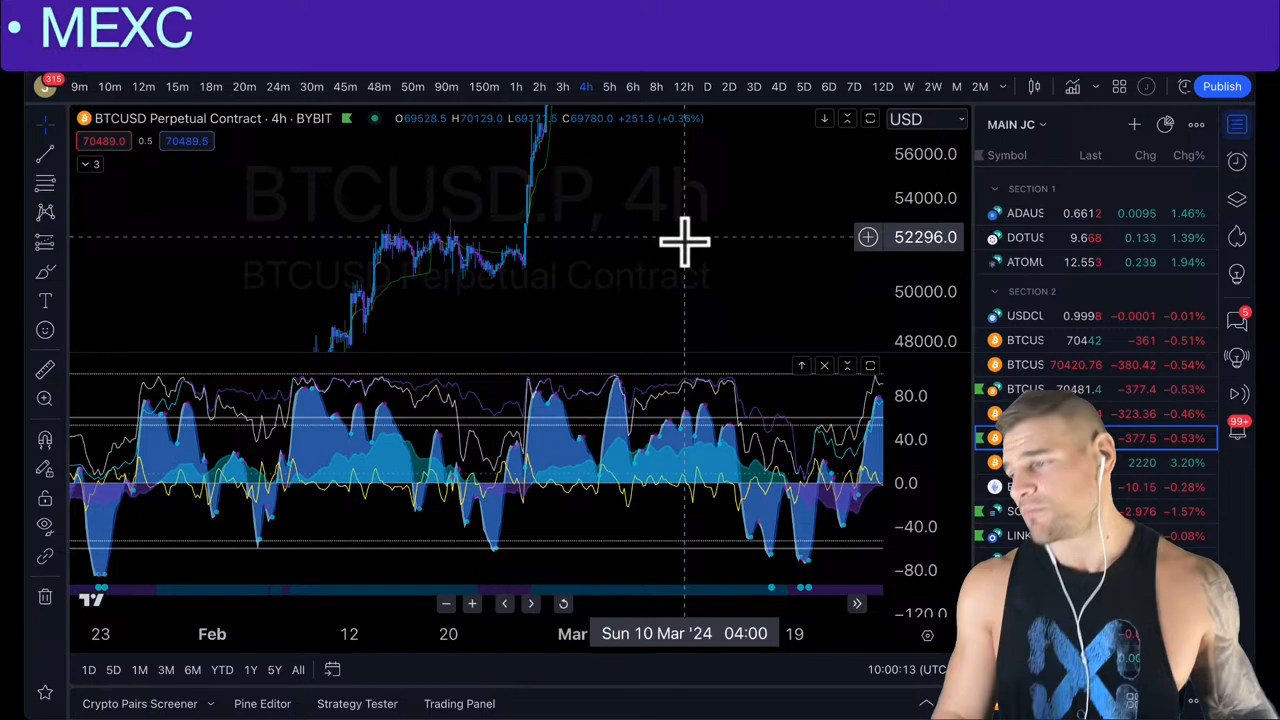 • MEXC
315
9m 10m 15m 18m 20m 24m 30m 45m 48m 50m 90m 150m 1h 2h 3h 4h 5h 6h 8h 12h D 2D 3D 4D 5D 6D 7D 12D W 2W M 2M
Publish
BTCUSD Perpetual Contract · 4h · BYBIT
O69528.5 H70129.0 C69780.0 +251.5
USD
70489.0 0.5 70489.5
3
BTCUSD.P, 4h
BTCUSD Perpetual Contract
56000.0
54000.0
52296.0
50000.0
48000.0
80.0
40.0
0.0
−40.0
−80.0
−120.0
23 Feb 12 20 Mar Sun 10 Mar '24 04:00 19
1D 5D 1M 3M 6M YTD 1Y 5Y All
10:00:13 (UTC
Crypto Pairs Screener Pine Editor Strategy Tester Trading Panel
MAIN JC
Symbol Last Chg Chg%
SECTION 1
ADAUS 0.6612 0.0095 1.46%
DOTUS 9.668 0.133 1.39%
ATOMU 12.553 0.239 1.94%
SECTION 2
USDCU 0.9998 −0.0001 −0.01%
BTCUS 70442 −361 −0.51%
BTCUS 70420.76 −380.42 −0.54%
BTCUS 70481.4 −377.4 −0.53%
−323.36 −0.46%
−377.5 −0.53%
2220 3.20%
−10.15 −0.28%
SO −2.976 −1.57%
LINK −0.08%
5
99+